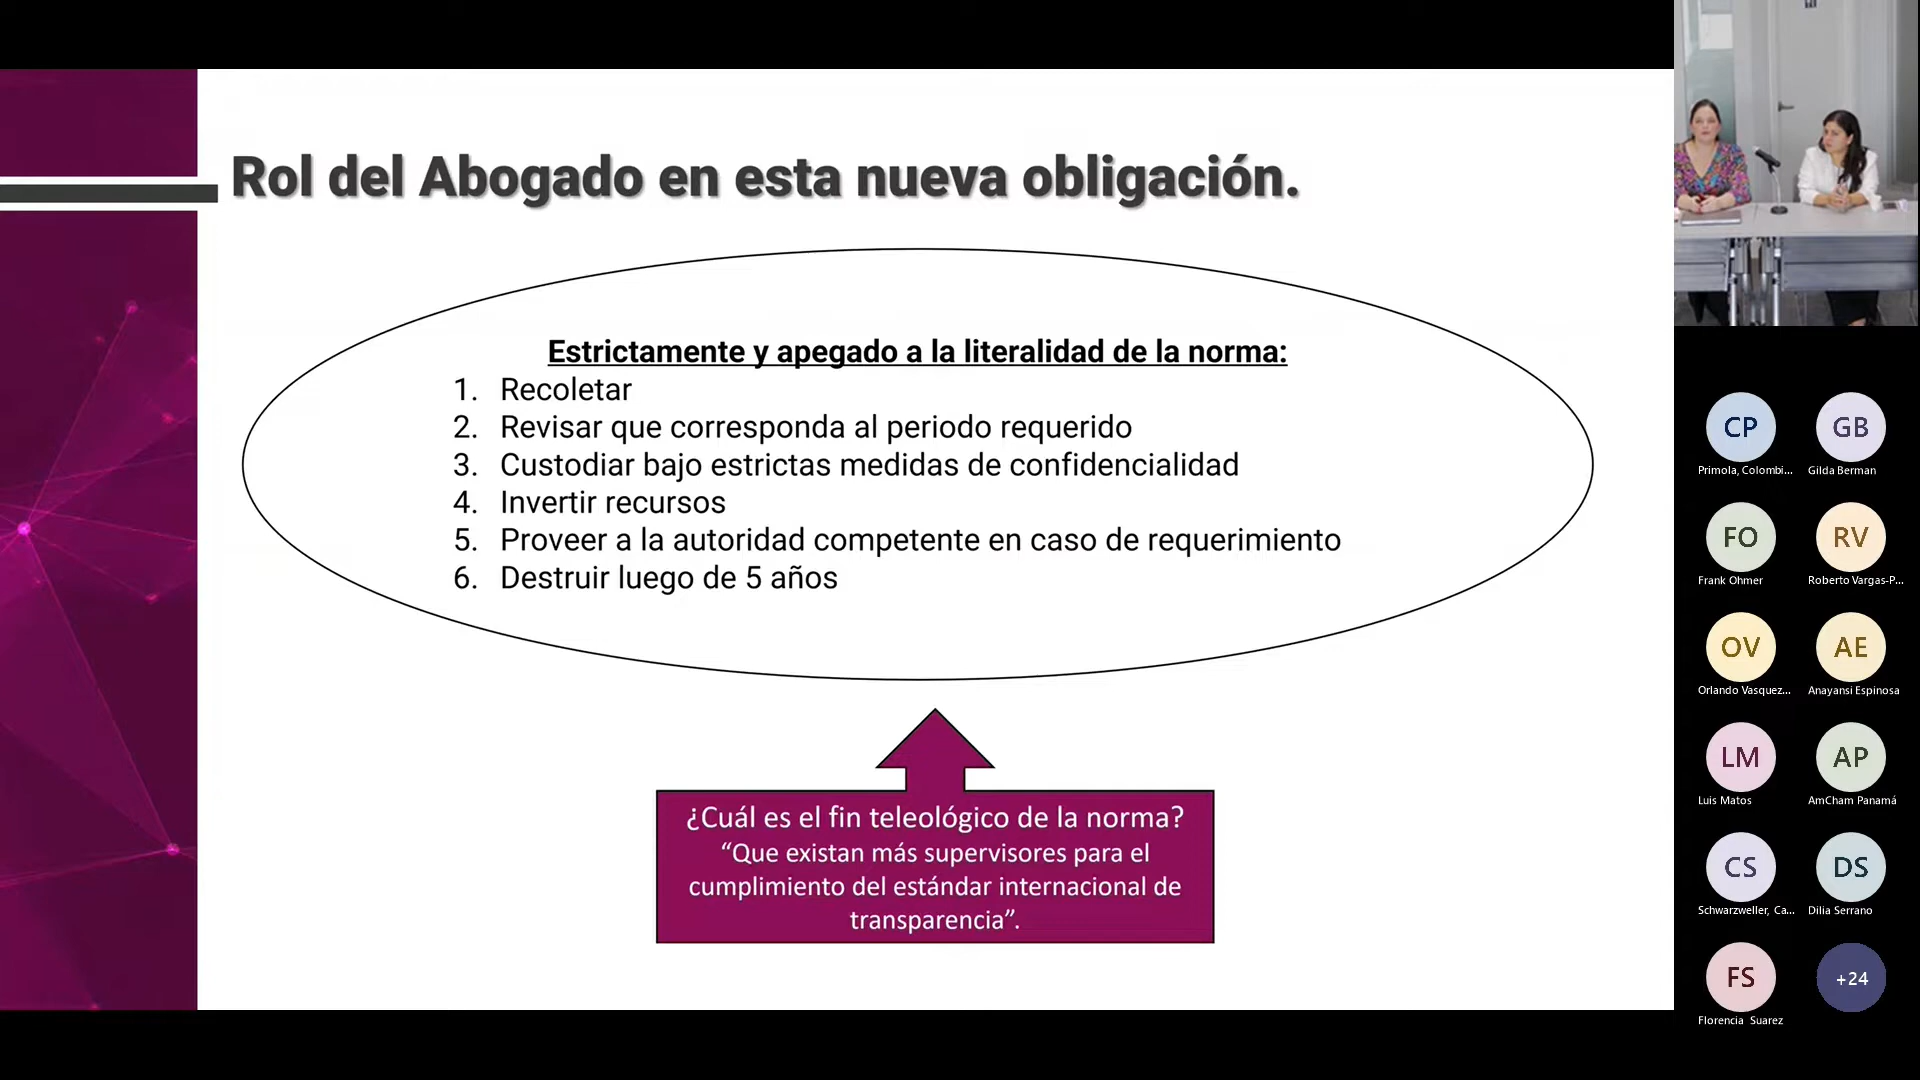 Rol del Abogado en esta nueva obligación.
Estrictamente y apegado a la literalidad de la norma:
1. Recoletar
2. Revisar que corresponda al periodo requerido
3. Custodiar bajo estrictas medidas de confidencialidad
4. Invertir recursos
5. Proveer a la autoridad competente en caso de requerimiento
6. Destruir luego de 5 años
¿Cuál es el fin teleológico de la norma?
“Que existan más supervisores para el
cumplimiento del estándar internacional de
transparencia”.
CP
Primola, Colombi...
GB
Gilda Berman
FO
Frank Ohmer
RV
Roberto Vargas-P...
OV
Orlando Vasquez...
AE
Anayansi Espinosa
LM
Luis Matos
AP
AmCham Panamá
CS
Schwarzweller, Ca...
DS
Dilia Serrano
FS
Florencia Suarez
+24